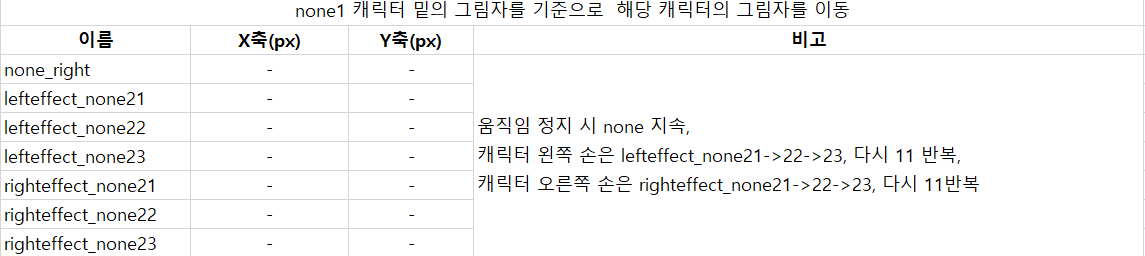 none1 캐릭터 밑의 그림자를 기준으로 해당 캐릭터의 그림자를 이동
이름 X축(px) Y축(px) 비고
none_right - -
lefteffect_none21 - -
lefteffect_none22 - -
lefteffect_none23 - -
righteffect_none21 - -
righteffect_none22 - -
righteffect_none23 - -
움직임 정지 시 none 지속,
캐릭터 왼쪽 손은 lefteffect_none21->22->23, 다시 11 반복,
캐릭터 오른쪽 손은 righteffect_none21->22->23, 다시 11반복